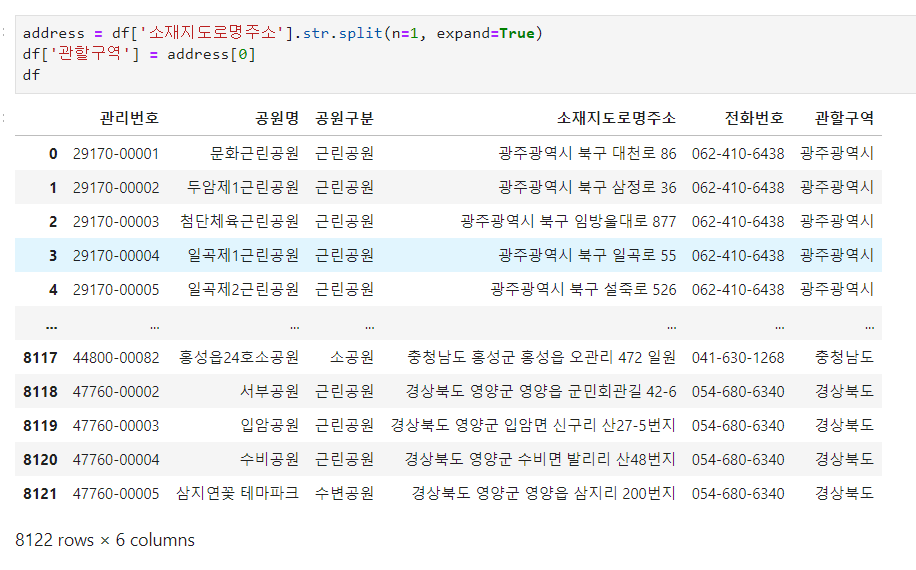 address = df['소재지도로명주소'].str.split(n=1, expand=True)
df['관할구역'] = address[0]
df
관리번호 공원명 공원구분 소재지도로명주소 전화번호 관할구역
0 29170-00001 문화근린공원 근린공원 광주광역시 북구 대천로 86 062-410-6438 광주광역시
1 29170-00002 두암제1근린공원 근린공원 광주광역시 북구 삼정로 36 062-410-6438 광주광역시
2 29170-00003 첨단체육근린공원 근린공원 광주광역시 북구 임방울대로 877 062-410-6438 광주광역시
3 29170-00004 일곡제1근린공원 근린공원 광주광역시 북구 일곡로 55 062-410-6438 광주광역시
4 29170-00005 일곡제2근린공원 근린공원 광주광역시 북구 설죽로 526 062-410-6438 광주광역시
... ... ... ... ... ... ...
8117 44800-00082 홍성읍24호소공원 소공원 충청남도 홍성군 홍성읍 오관리 472 일원 041-630-1268 충청남도
8118 47760-00002 서부공원 근린공원 경상북도 영양군 영양읍 군민회관길 42-6 054-680-6340 경상북도
8119 47760-00003 입암공원 근린공원 경상북도 영양군 입암면 신구리 산27-5번지 054-680-6340 경상북도
8120 47760-00004 수비공원 근린공원 경상북도 영양군 수비면 발리리 산48번지 054-680-6340 경상북도
8121 47760-00005 삼지연꽃 테마파크 수변공원 경상북도 영양군 영양읍 삼지리 200번지 054-680-6340 경상북도
8122 rows × 6 columns